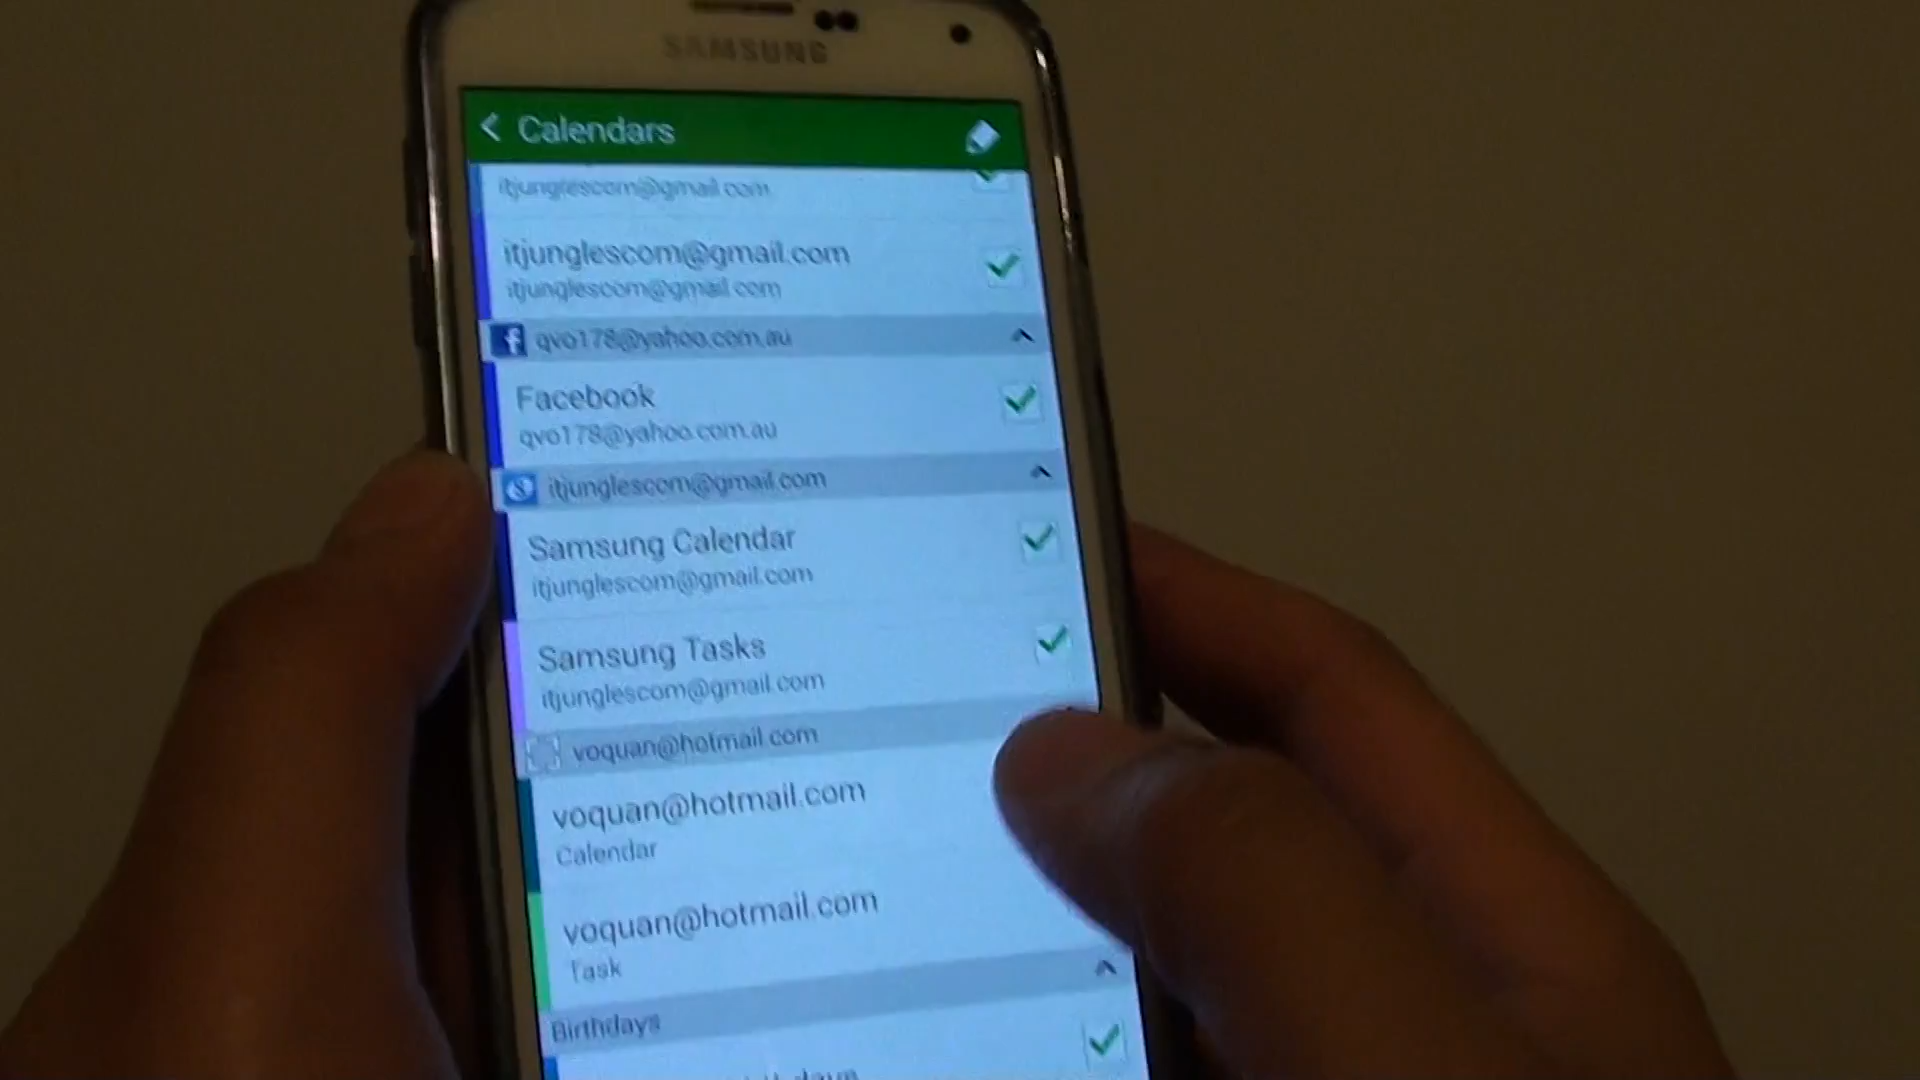 SAMSUNG
Calendars
itjunglescom@gmail.com
itjunglescom@gmail.com
itjunglescom@gmail.com
qvo178@yahoo.com.au
Facebook
qvo178@yahoo.com.au
itjunglescom@gmail.com
Samsung Calendar
itjunglescom@gmail.com
Samsung Tasks
itjunglescom@gmail.com
voquan@hotmail.com
voquan@hotmail.com
Calendar
voquan@hotmail.com
Task
Birthdays